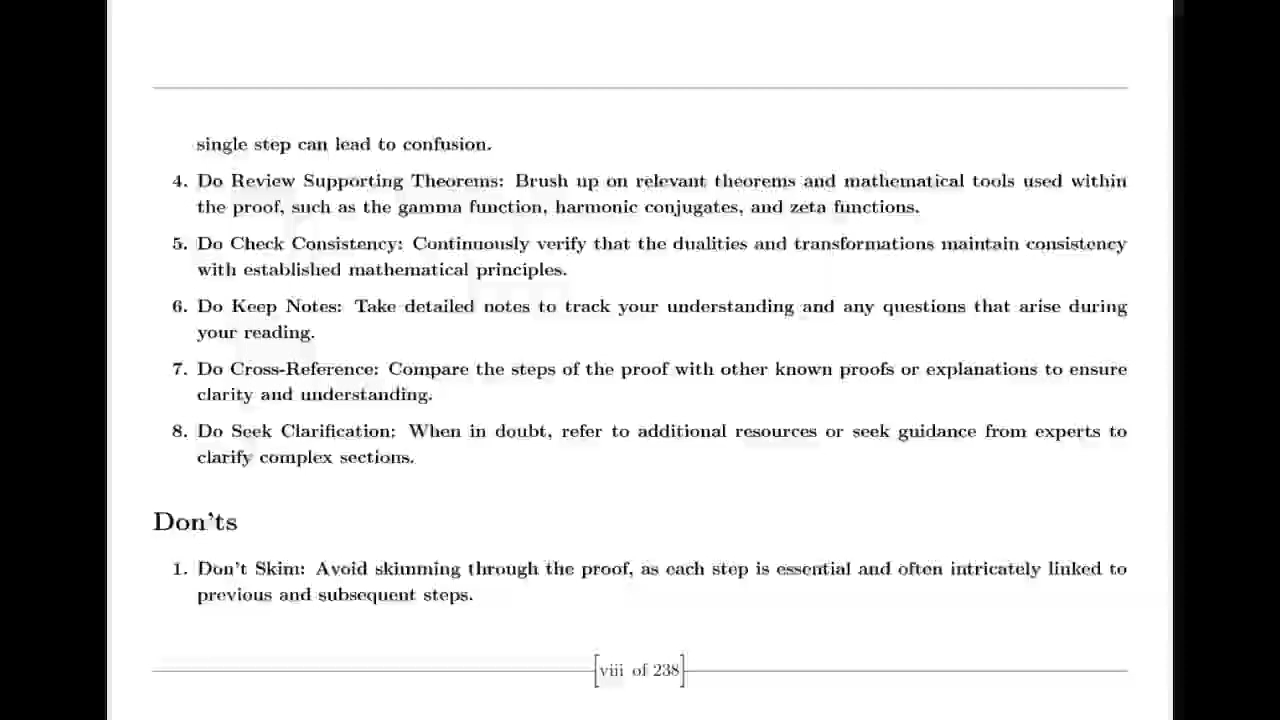 single step can lead to confusion.
4. Do Review Supporting Theorems: Brush up on relevant theorems and mathematical tools used within
the proof, such as the gamma function, harmonic conjugates, and zeta functions.
5. Do Check Consistency: Continuously verify that the dualities and transformations maintain consistency
with established mathematical principles.
6. Do Keep Notes: Take detailed notes to track your understanding and any questions that arise during
your reading.
7. Do Cross-Reference: Compare the steps of the proof with other known proofs or explanations to ensure
clarity and understanding.
8. Do Seek Clarification: When in doubt, refer to additional resources or seek guidance from experts to
clarify complex sections.
Don'ts
1. Don't Skim: Avoid skimming through the proof, as each step is essential and often intricately linked to
previous and subsequent steps.
[viii of 238]